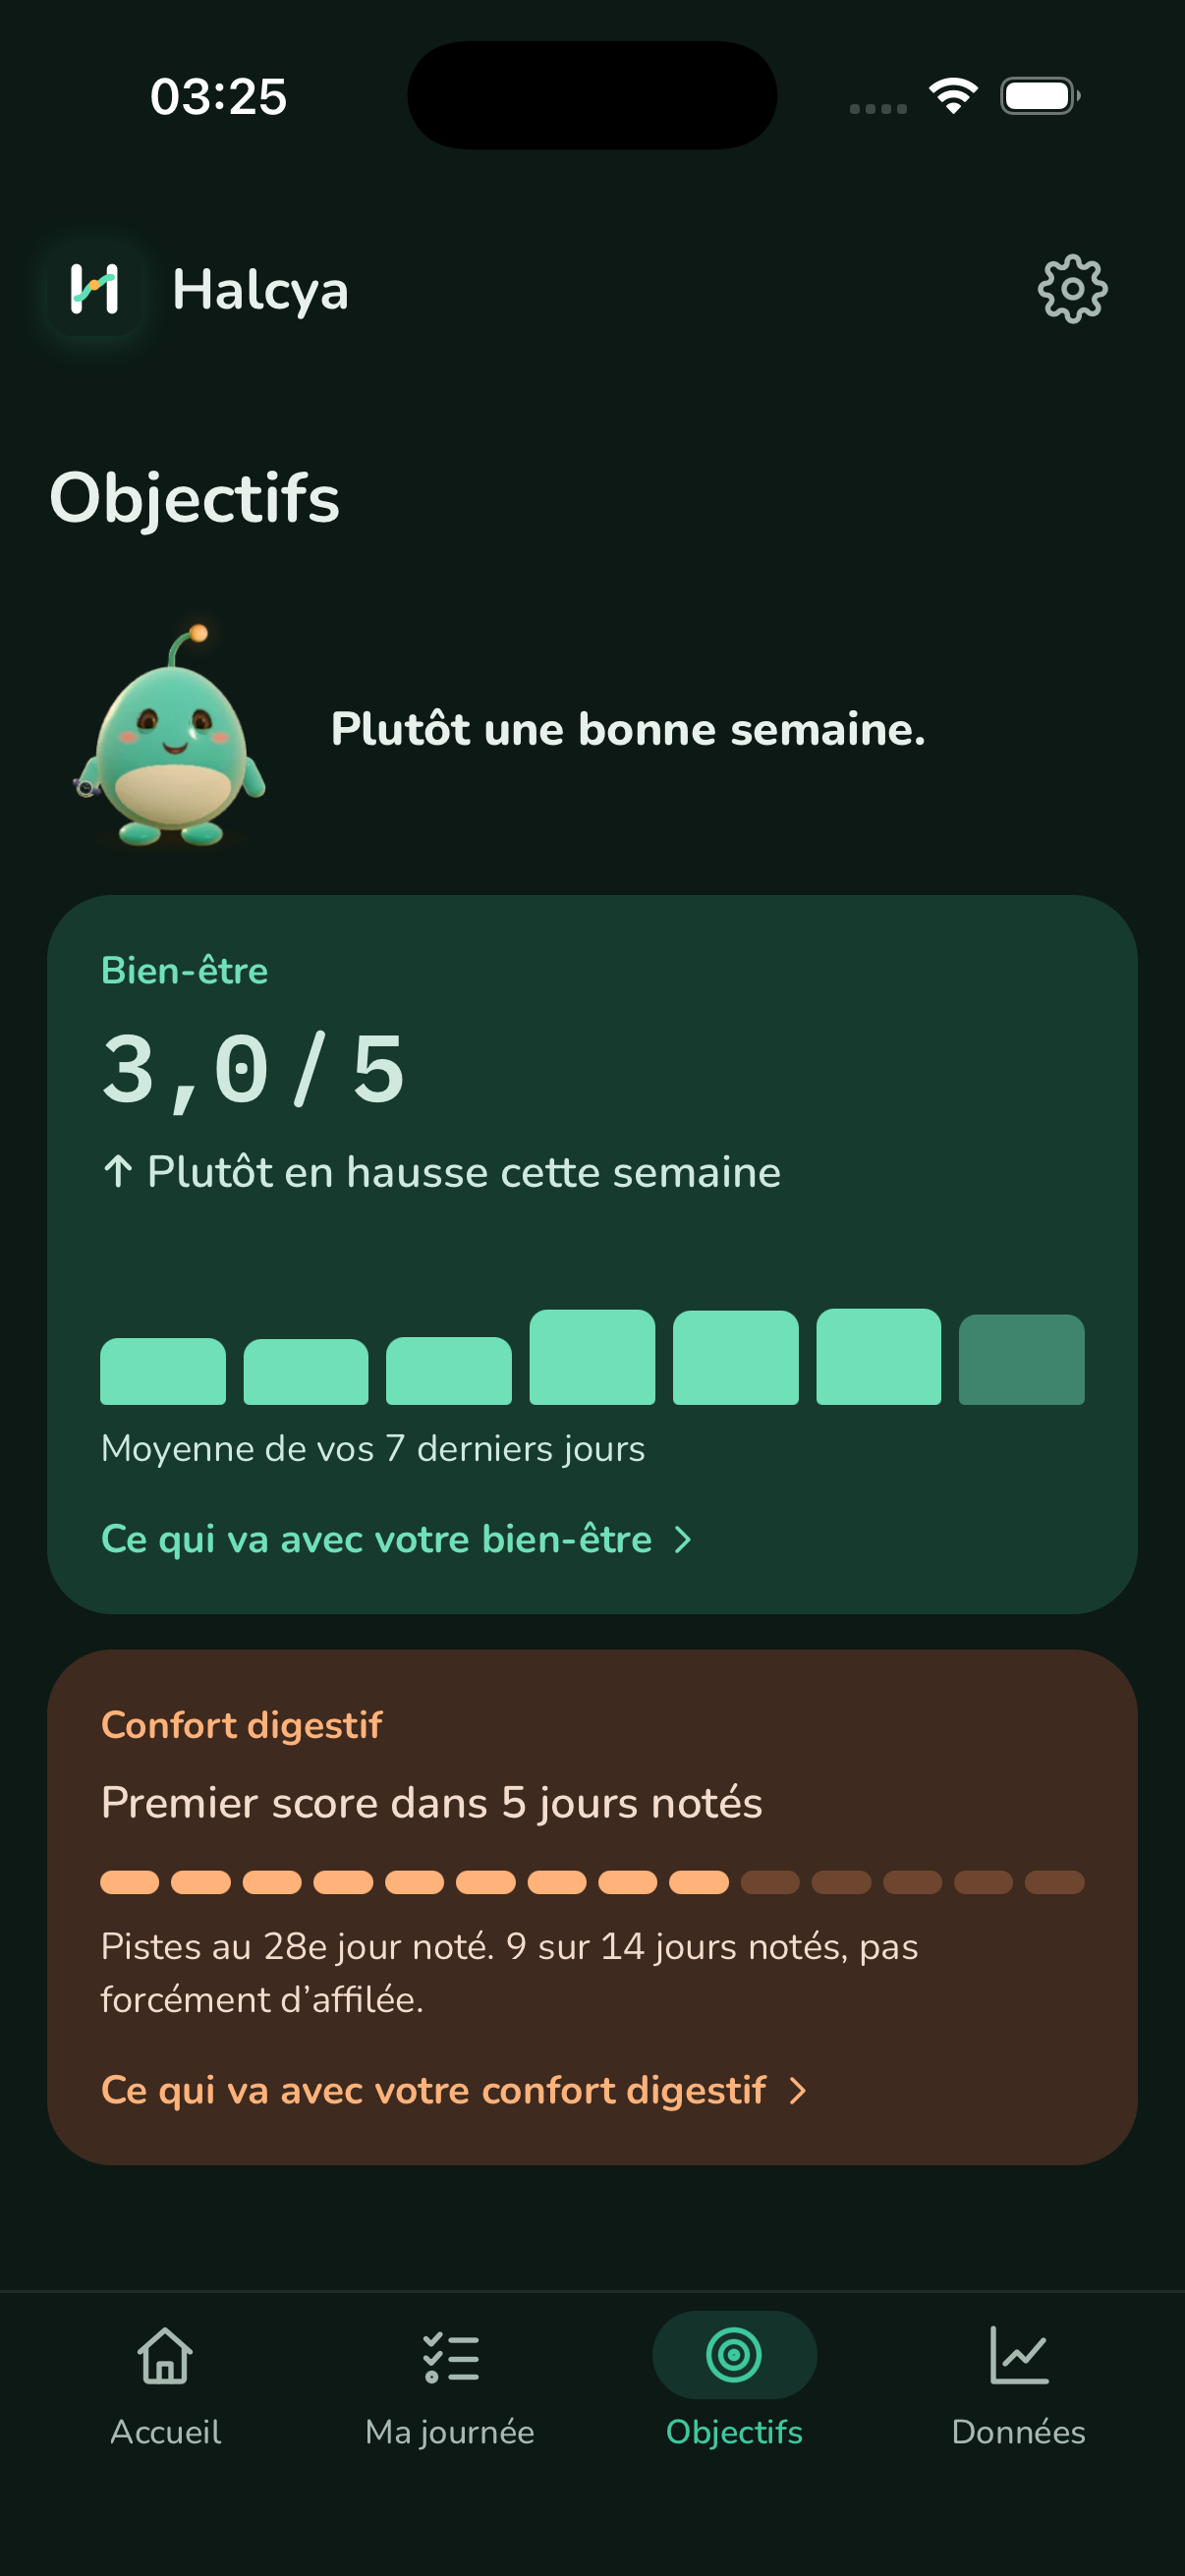 03:25
Halcya
Objectifs
Plutôt une bonne semaine.
Bien-être
3,0 / 5
↑ Plutôt en hausse cette semaine
Moyenne de vos 7 derniers jours
Ce qui va avec votre bien-être
Confort digestif
Premier score dans 5 jours notés
Pistes au 28e jour noté. 9 sur 14 jours notés, pas
forcément d’affilée.
Ce qui va avec votre confort digestif
Accueil
Ma journée
Objectifs
Données